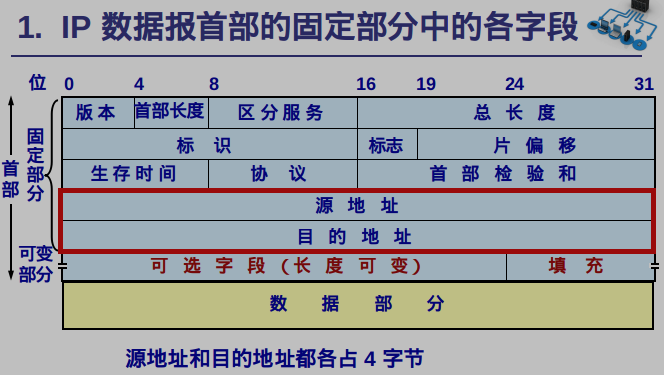 1. IP 数据报首部的固定部分中的各字段
位 0 4 8 16 19 24 31
版本 首部长度 区分服务 总长度
标识 标志 片偏移
生存时间 协议 首部检验和
源地址
目的地址
可选字段(长度可变) 填充
数据部分
首部
固定部分
可变部分
源地址和目的地址都各占 4 字节